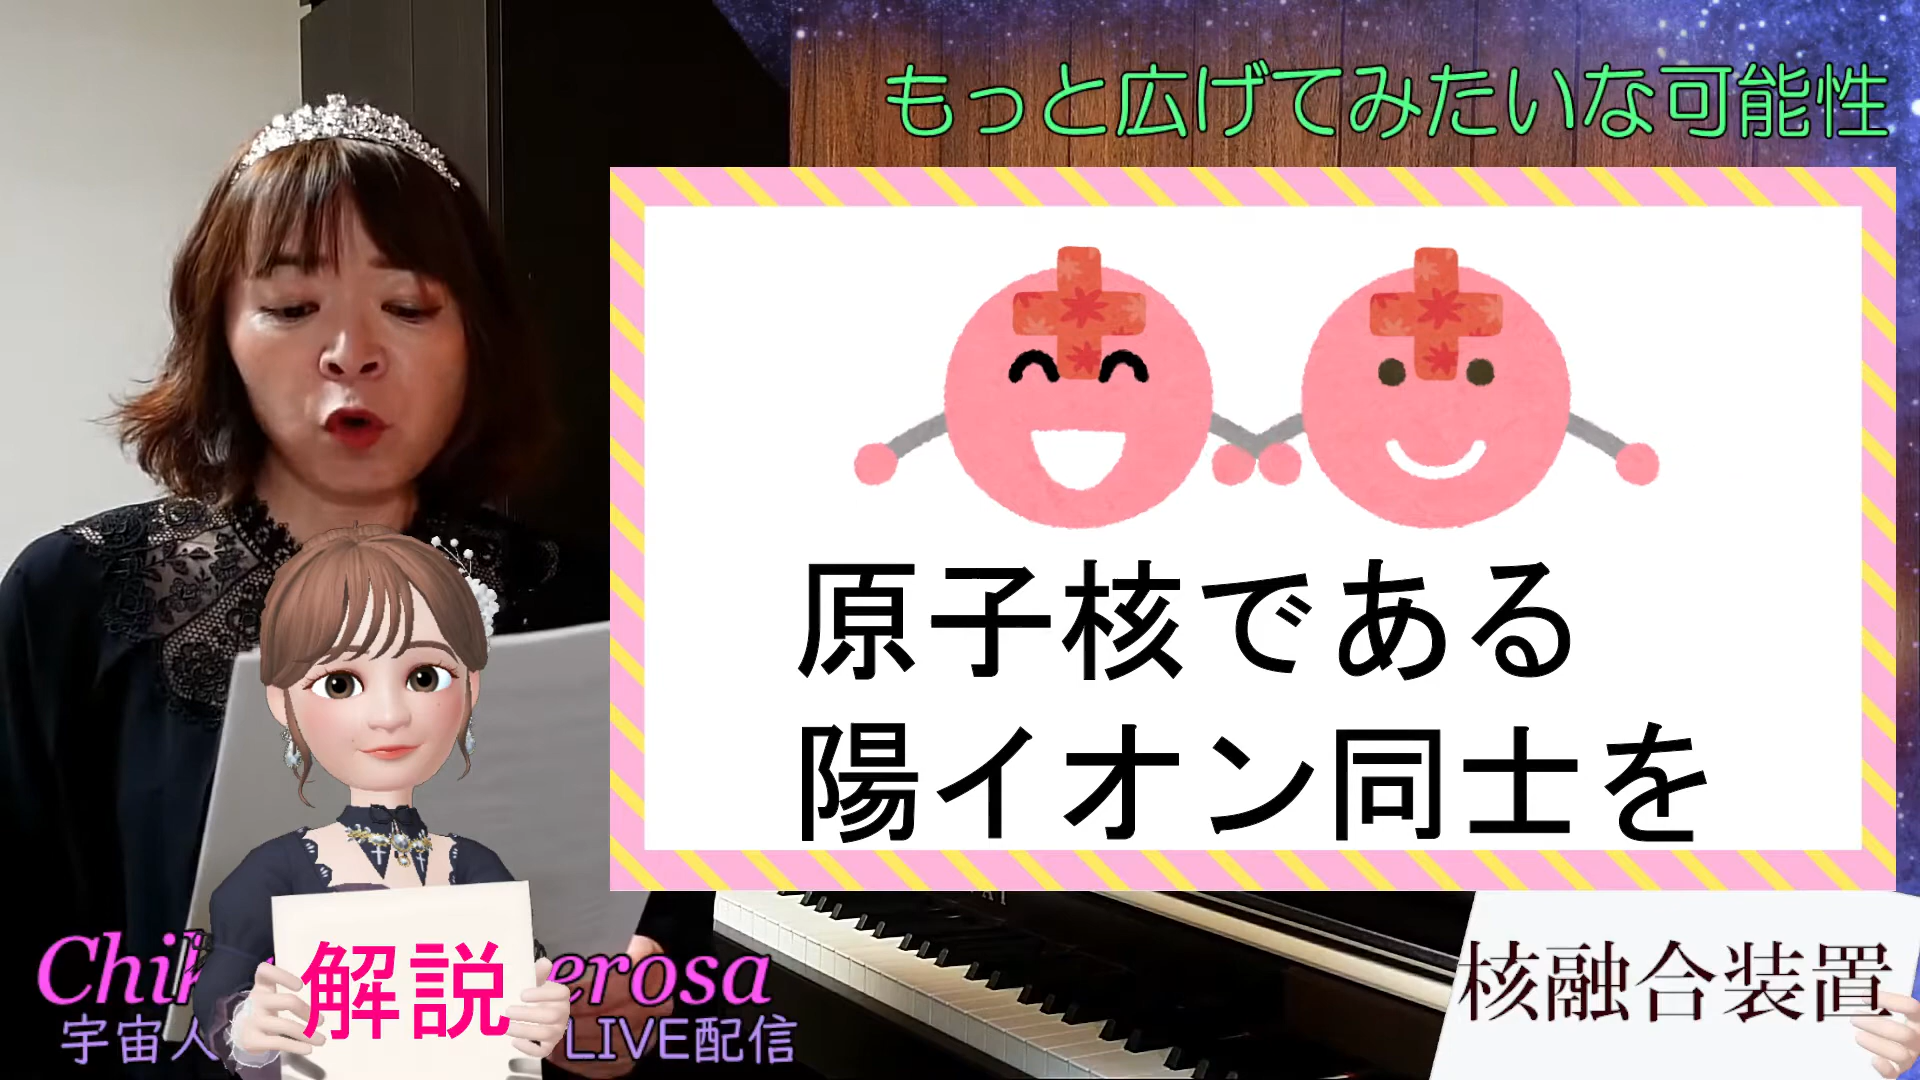 もっと広げてみたいな可能性
原子核である
陽イオン同士を
解説
核融合装置
Chik erosa
宇宙人 LIVE配信